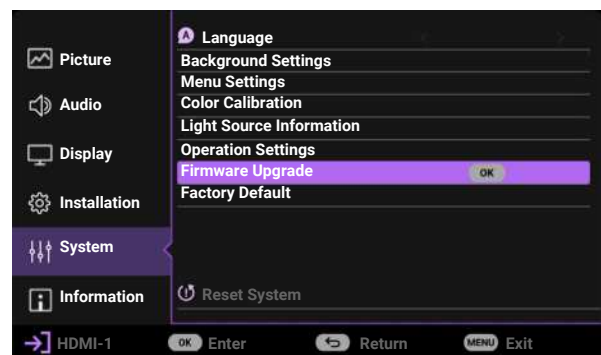 Picture
Audio
Display
Installation
System
Information
Language
Background Settings
Menu Settings
Color Calibration
Light Source Information
Operation Settings
Firmware Upgrade OK
Factory Default
Reset System
HDMI-1 OK Enter Return MENU Exit